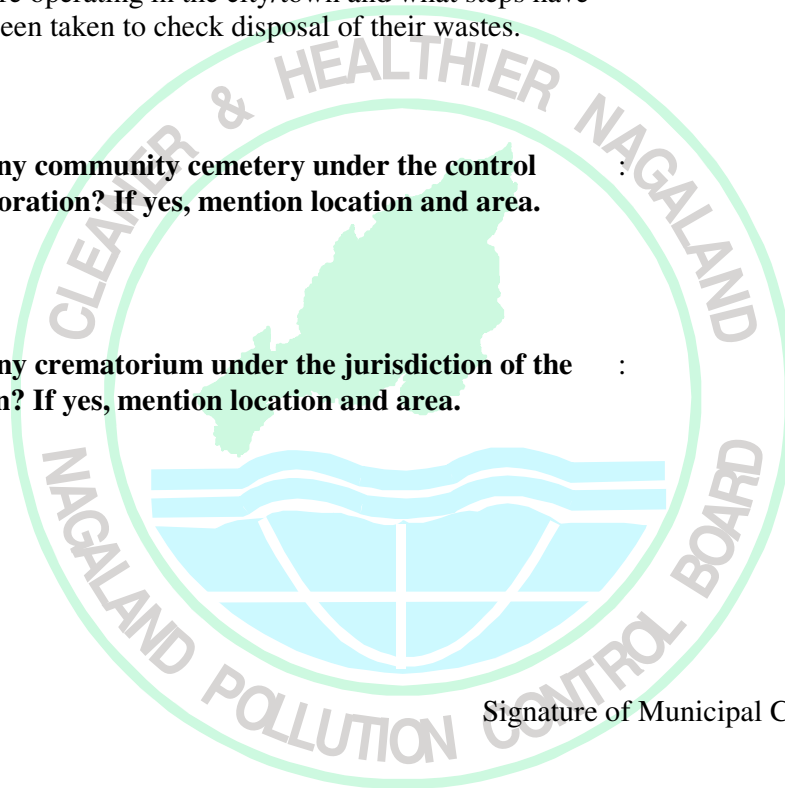 re operating in the city/town and what steps have
een taken to check disposal of their wastes.
CLEANER & HEALTHIER NAGALAND
ny community cemetery under the control :
oration? If yes, mention location and area.
ny crematorium under the jurisdiction of the :
n? If yes, mention location and area.
NAGALAND POLLUTION CONTROL BOARD
Signature of Municipal C